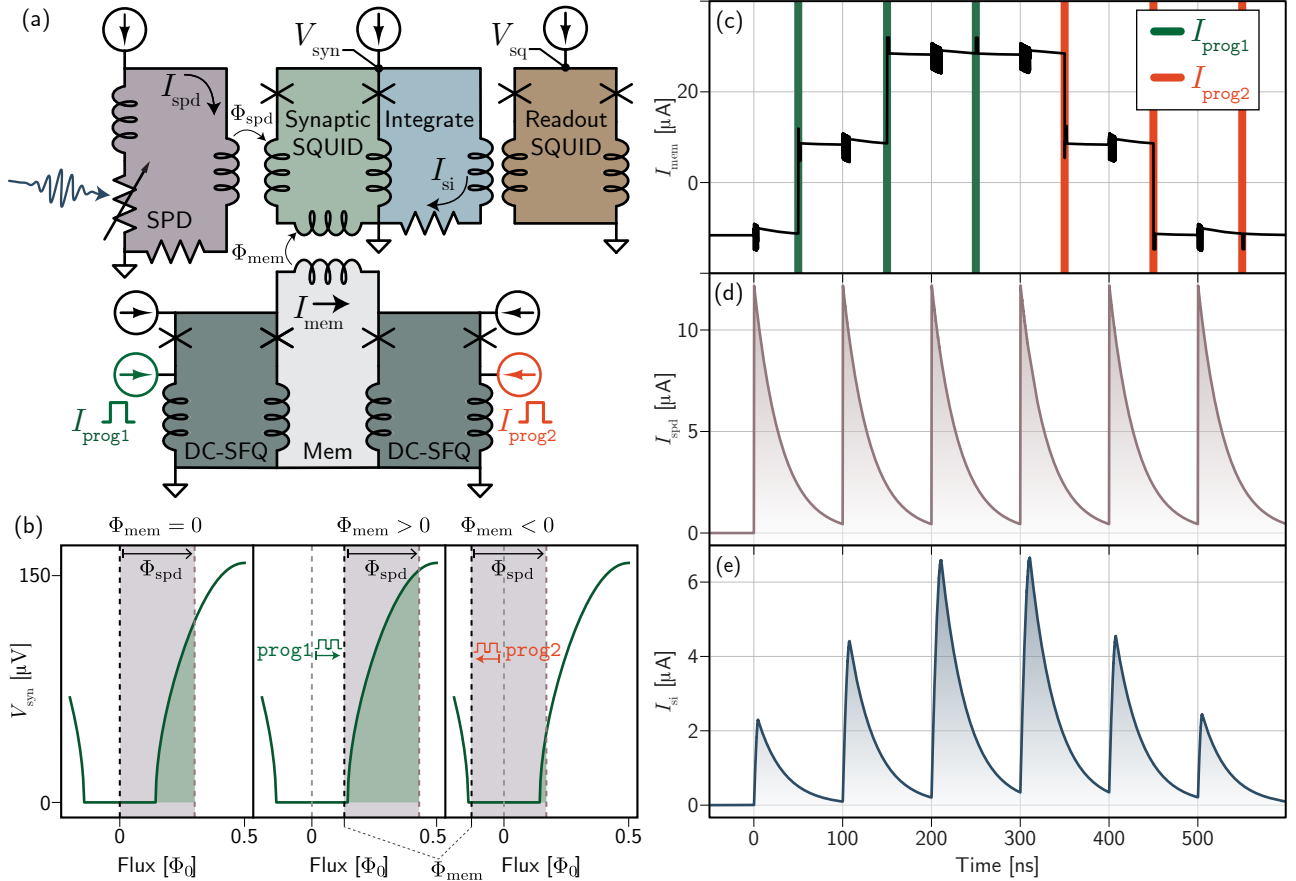 (a)
V_syn
V_sq
I_spd
Φ_spd
Synaptic
SQUID
Integrate
Readout
SQUID
I_si
SPD
Φ_mem
I_mem
I_prog1
I_prog2
DC-SFQ
Mem
DC-SFQ
(b)
Φ_mem = 0
Φ_mem > 0
Φ_mem < 0
Φ_spd
Φ_spd
Φ_spd
prog1
prog2
V_syn [µV]
150
0
0
0.5
0
0.5
0
0.5
Flux [Φ_0]
Flux [Φ_0]
Φ_mem
Flux [Φ_0]
(c)
I_prog1
I_prog2
I_mem [µA]
20
0
(d)
I_spd [µA]
10
5
0
(e)
I_si [µA]
6
4
2
0
0
100
200
300
400
500
Time [ns]